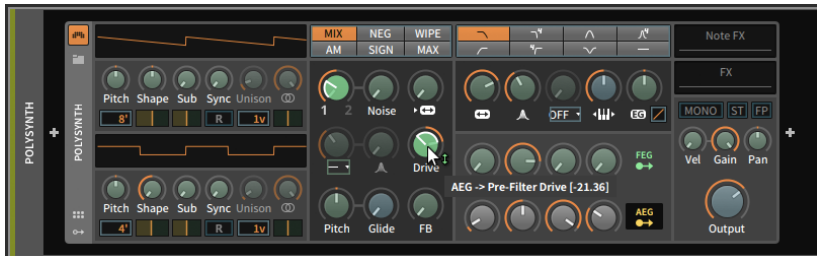 POLYSYNTH
POLYSYNTH
Pitch Shape Sub Sync Unison
8' R 1v
Pitch Shape Sub Sync Unison
4' R 1v
MIX NEG WIPE
AM SIGN MAX
1 2 Noise
Drive
Pitch Glide FB
OFF EG
FEG
AEG -> Pre-Filter Drive [-21.36]
AEG
Note FX
FX
MONO ST FP
Vel Gain Pan
Output